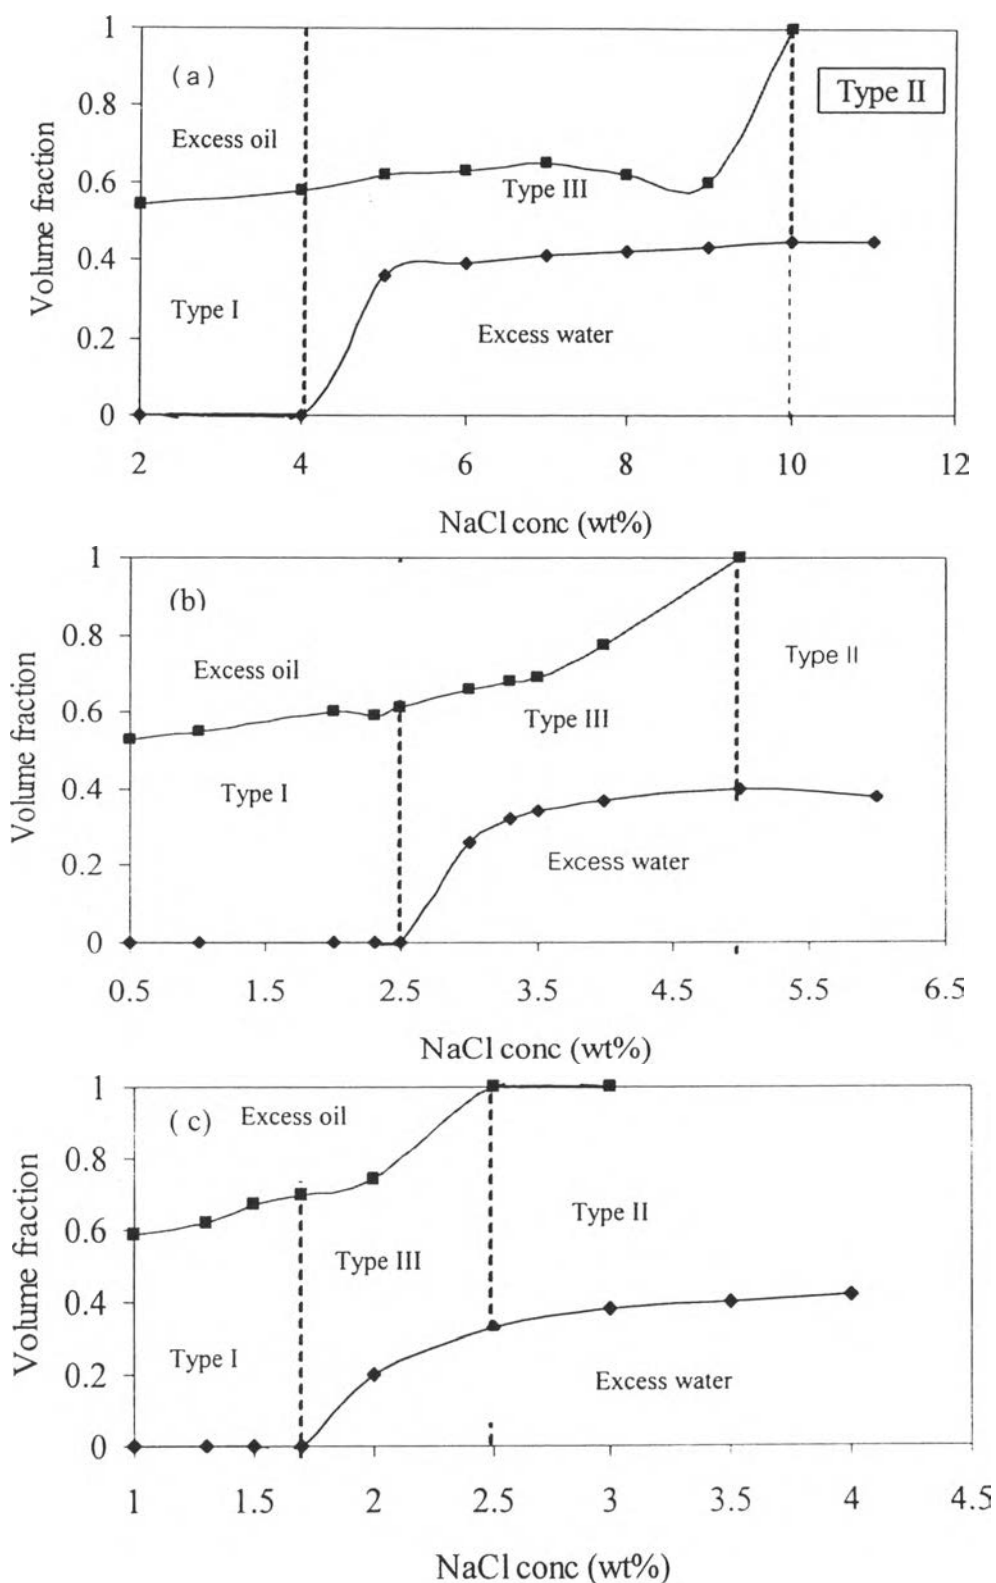 1
(a)
Type II
0.8
Excess oil
0.6
Type III
0.4
Type I
Excess water
0.2
0
2 4 6 8 10 12
Volume fraction
NaCl conc (wt%)
1
(b)
0.8
Excess oil
Type II
0.6
Type III
0.4
Type I
Excess water
0.2
0
0.5 1.5 2.5 3.5 4.5 5.5 6.5
Volume fraction
NaCl conc (wt%)
1
(c)
Excess oil
0.8
0.6
Type II
Type III
0.4
Type I
Excess water
0.2
0
1 1.5 2 2.5 3 3.5 4 4.5
Volume fraction
NaCl conc (wt%)